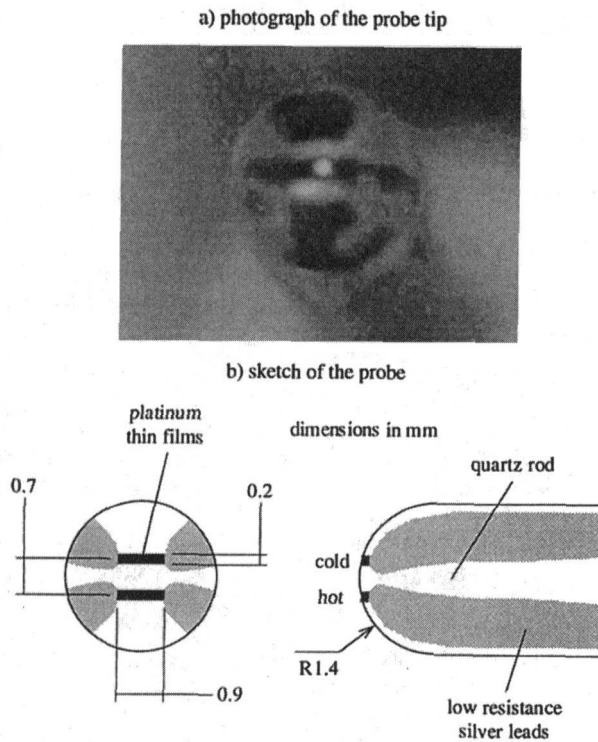 a) photograph of the probe tip
b) sketch of the probe
platinum
thin films
dimensions in mm
quartz rod
0.7
0.2
cold
hot
R1.4
0.9
low resistance
silver leads